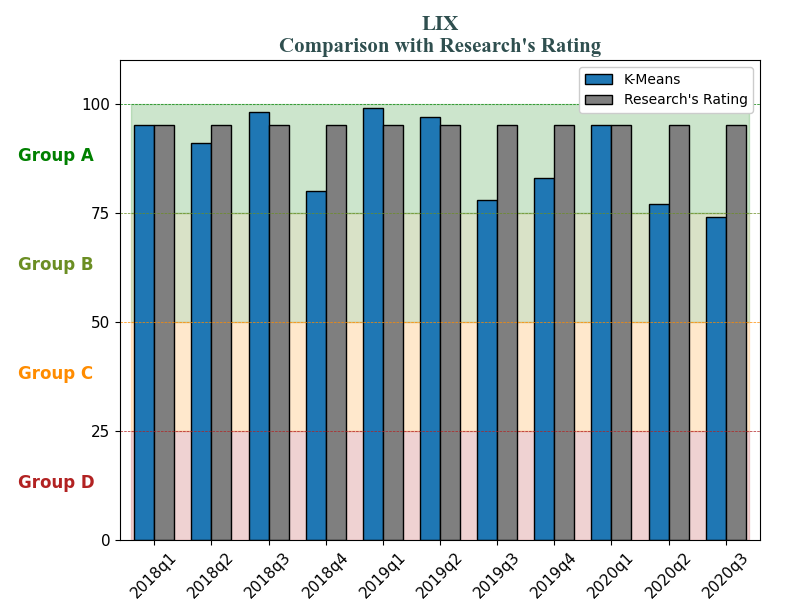 LIX
Comparison with Research's Rating
K-Means
Research's Rating
100
Group A
75
Group B
50
Group C
25
Group D
0
2018q1 2018q2 2018q3 2018q4 2019q1 2019q2 2019q3 2019q4 2020q1 2020q2 2020q3